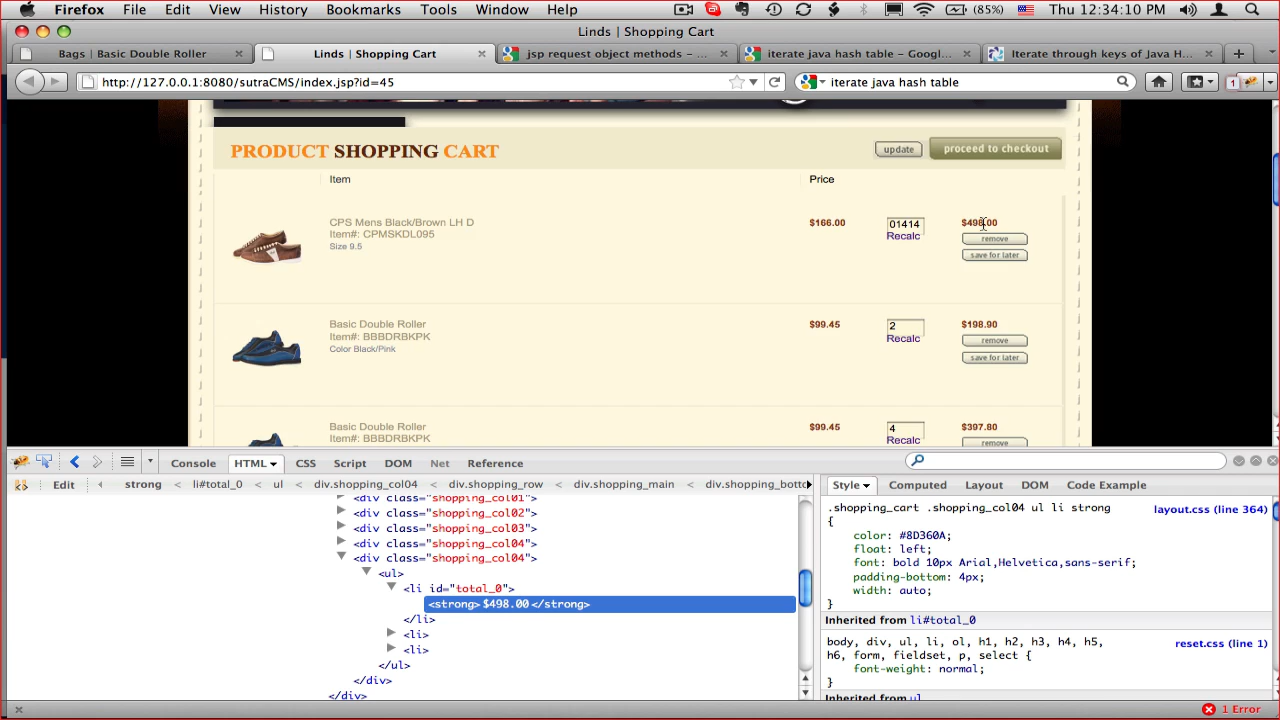 Firefox File Edit View History Bookmarks Tools Window Help (85%) Thu 12:34:10 PM
Linds | Shopping Cart
Bags | Basic Double Roller Linds | Shopping Cart jsp request object methods – ... iterate java hash table – Googl... Iterate through keys of Java H...
http://127.0.0.1:8080/sutraCMS/index.jsp?id=45 iterate java hash table 1
PRODUCT SHOPPING CART update proceed to checkout
Item Price
CPS Mens Black/Brown LH D $166.00 01414 $498.00
Item#: CPMSKDL095 Recalc remove
Size 9.5 save for later
Basic Double Roller $99.45 2 $198.90
Item#: BBBDRBKPK Recalc remove
Color Black/Pink save for later
Basic Double Roller $99.45 4 $397.80
Item#: BBBDRBKPK Recalc remove
Console HTML CSS Script DOM Net Reference
Edit strong li#total_0 ul div.shopping_col04 div.shopping_row div.shopping_main div.shopping_botto
<div class="shopping_col01">
<div class="shopping_col02">
<div class="shopping_col03">
<div class="shopping_col04">
<div class="shopping_col04">
<ul>
<li id="total_0">
<strong> $498.00 </strong>
</li>
<li>
<li>
</ul>
</div>
</div>
Style Computed Layout DOM Code Example
.shopping_cart .shopping_col04 ul li strong layout.css (line 364)
{
color: #8D360A;
float: left;
font: bold 10px Arial,Helvetica,sans-serif;
padding-bottom: 4px;
width: auto;
}
Inherited from li#total_0
body, div, ul, li, ol, h1, h2, h3, h4, h5, reset.css (line 1)
h6, form, fieldset, p, select {
font-weight: normal;
}
Inherited from ul
1 Error